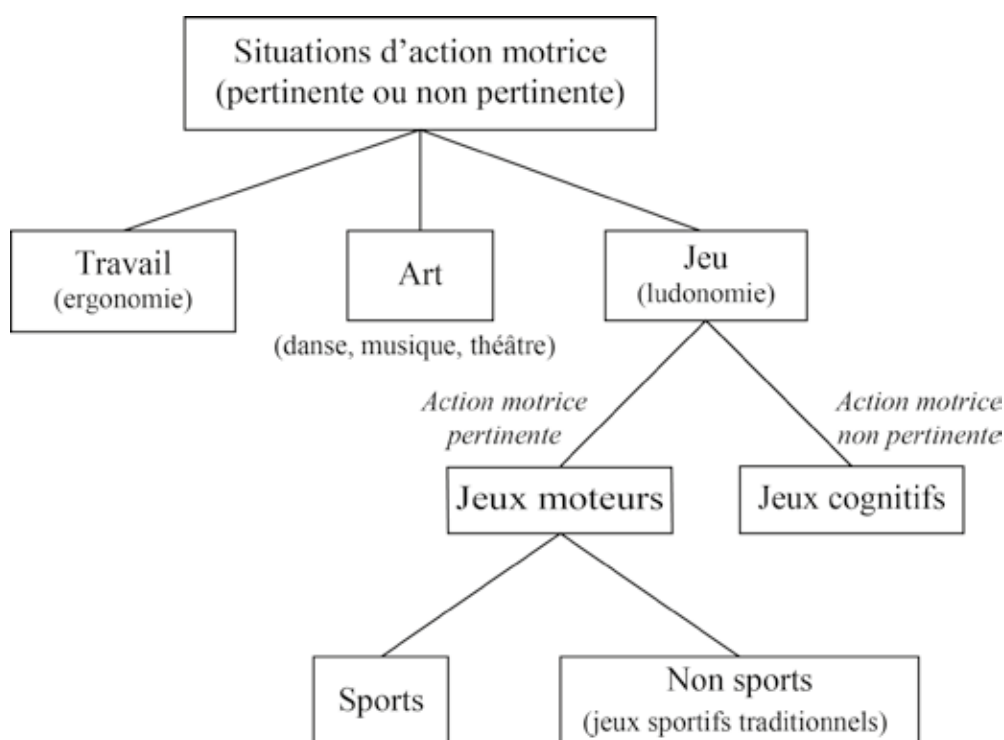 Situations d'action motrice
(pertinente ou non pertinente)
Travail
(ergonomie)
Art
(danse, musique, théâtre)
Jeu
(ludonomie)
Action motrice
pertinente
Action motrice
non pertinente
Jeux moteurs
Jeux cognitifs
Sports
Non sports
(jeux sportifs traditionnels)